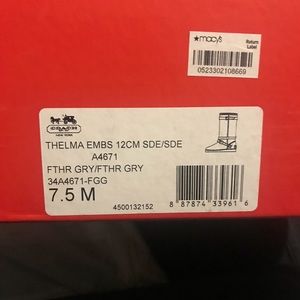 ★macy's
Return
Label
0523302108669
COACH
NEW YORK
THELMA EMBS 12CM SDE/SDE
A4671
FTHR GRY/FTHR GRY
34A4671-FGG
7.5 M
4500132152
8 87874 33961 6